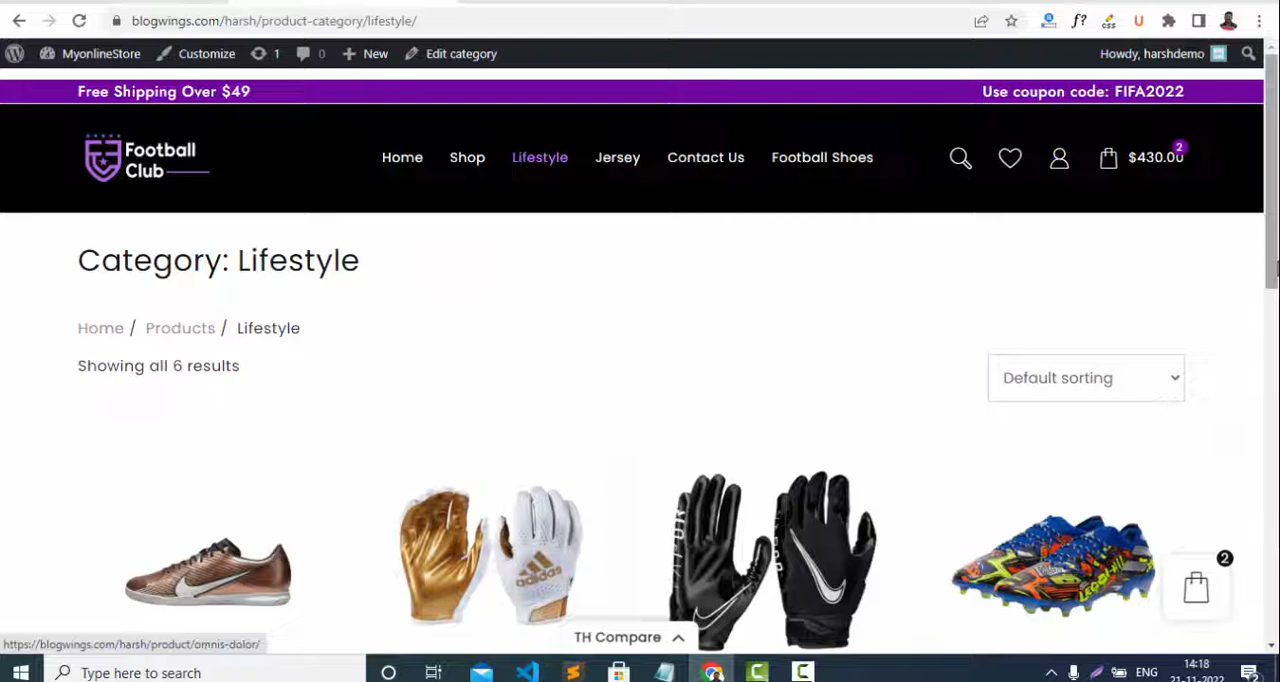 blogwings.com/harsh/product-category/lifestyle/
MyonlineStore Customize 1 0 New Edit category Howdy, harshdemo
Free Shipping Over $49 Use coupon code: FIFA2022
Football Club Home Shop Lifestyle Jersey Contact Us Football Shoes $430.00 2
Category: Lifestyle
Home / Products / Lifestyle
Showing all 6 results
Default sorting
adidas
2
TH Compare
https://blogwings.com/harsh/product/omnis-dolor/
Type here to search ENG 14:18
21-11-2022 2